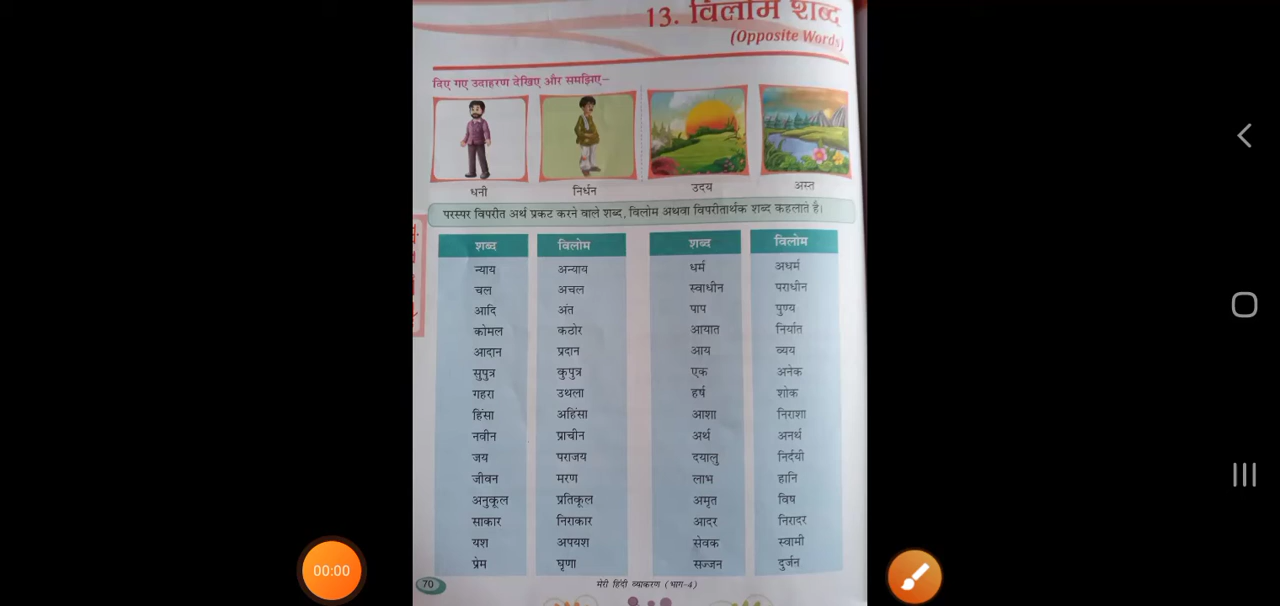 13. विलोम शब्द
(Opposite Words)
दिए गए उदाहरण देखिए और समझिए–
धनी निर्धन उदय अस्त
परस्पर विपरीत अर्थ प्रकट करने वाले शब्द, विलोम अथवा विपरीतार्थक शब्द कहलाते हैं।
शब्द विलोम शब्द विलोम
न्याय अन्याय धर्म अधर्म
चल अचल स्वाधीन पराधीन
आदि अंत पाप पुण्य
कोमल कठोर आयात निर्यात
आदान प्रदान आय व्यय
सुपुत्र कुपुत्र एक अनेक
गहरा उथला हर्ष शोक
हिंसा अहिंसा आशा निराशा
नवीन प्राचीन अर्थ अनर्थ
जय पराजय दयालु निर्दयी
जीवन मरण लाभ हानि
अनुकूल प्रतिकूल अमृत विष
साकार निराकार आदर निरादर
यश अपयश सेवक स्वामी
प्रेम घृणा सज्जन दुर्जन
70 मेरी हिंदी व्याकरण (भाग-4)
00:00